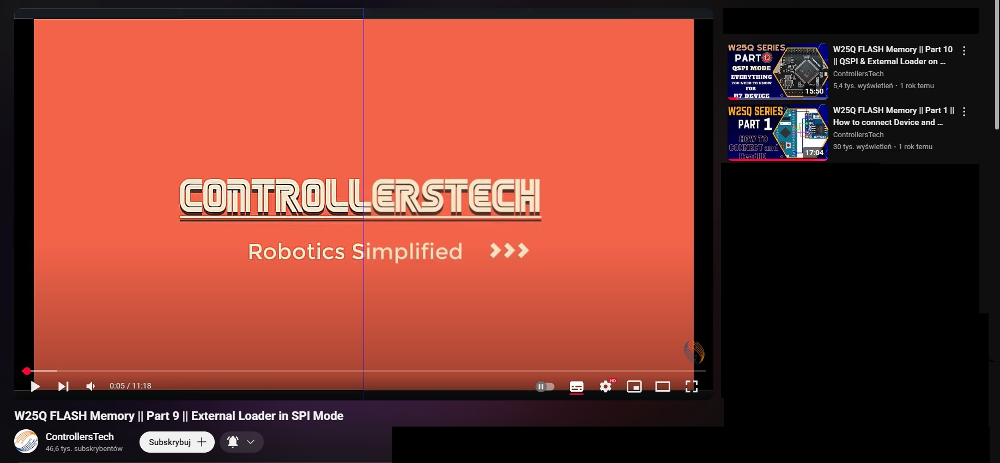 CONTROLLERSTECH
Robotics Simplified
0:05 / 11:18
HD
W25Q FLASH Memory || Part 9 || External Loader in SPI Mode
ControllersTech
46,6 tys. subskrybentów
Subskrybuj
W25Q SERIES
PART 10
QSPI MODE
EVERYTHING
YOU NEED TO KNOW
FOR
H7 DEVICE
15:50
W25Q FLASH Memory || Part 10
|| QSPI & External Loader on ...
ControllersTech
5,4 tys. wyświetleń · 1 rok temu
W25Q SERIES
PART 1
HOW TO
CONNECT and
Read ID
17:04
W25Q FLASH Memory || Part 1 ||
How to connect Device and ...
ControllersTech
30 tys. wyświetleń · 1 rok temu